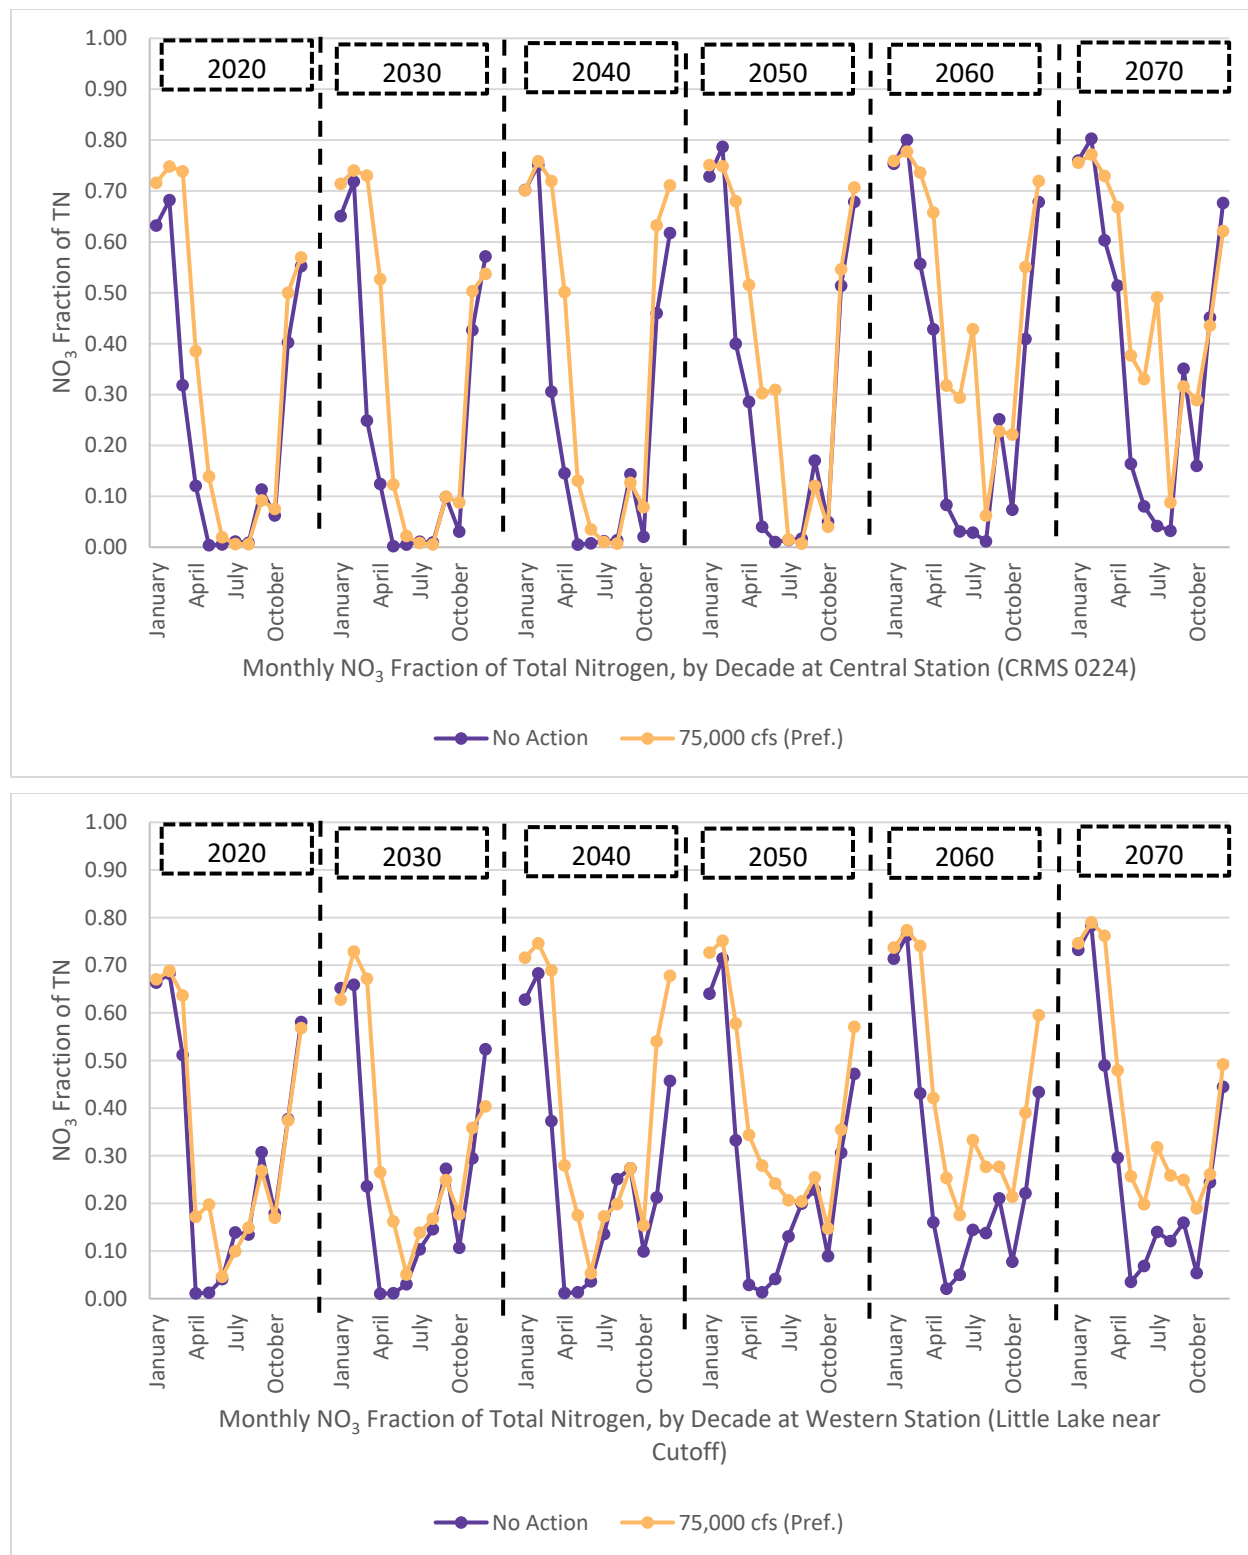 1.00
0.90
0.80
0.70
0.60
0.50
0.40
0.30
0.20
0.10
0.00
NO₃ Fraction of TN
2020 2030 2040 2050 2060 2070
January April July October January April July October January April July October January April July October January April July October January April July October
Monthly NO₃ Fraction of Total Nitrogen, by Decade at Central Station (CRMS 0224)
No Action 75,000 cfs (Pref.)
1.00
0.90
0.80
0.70
0.60
0.50
0.40
0.30
0.20
0.10
0.00
NO₃ Fraction of TN
2020 2030 2040 2050 2060 2070
January April July October January April July October January April July October January April July October January April July October January April July October
Monthly NO₃ Fraction of Total Nitrogen, by Decade at Western Station (Little Lake near
Cutoff)
No Action 75,000 cfs (Pref.)